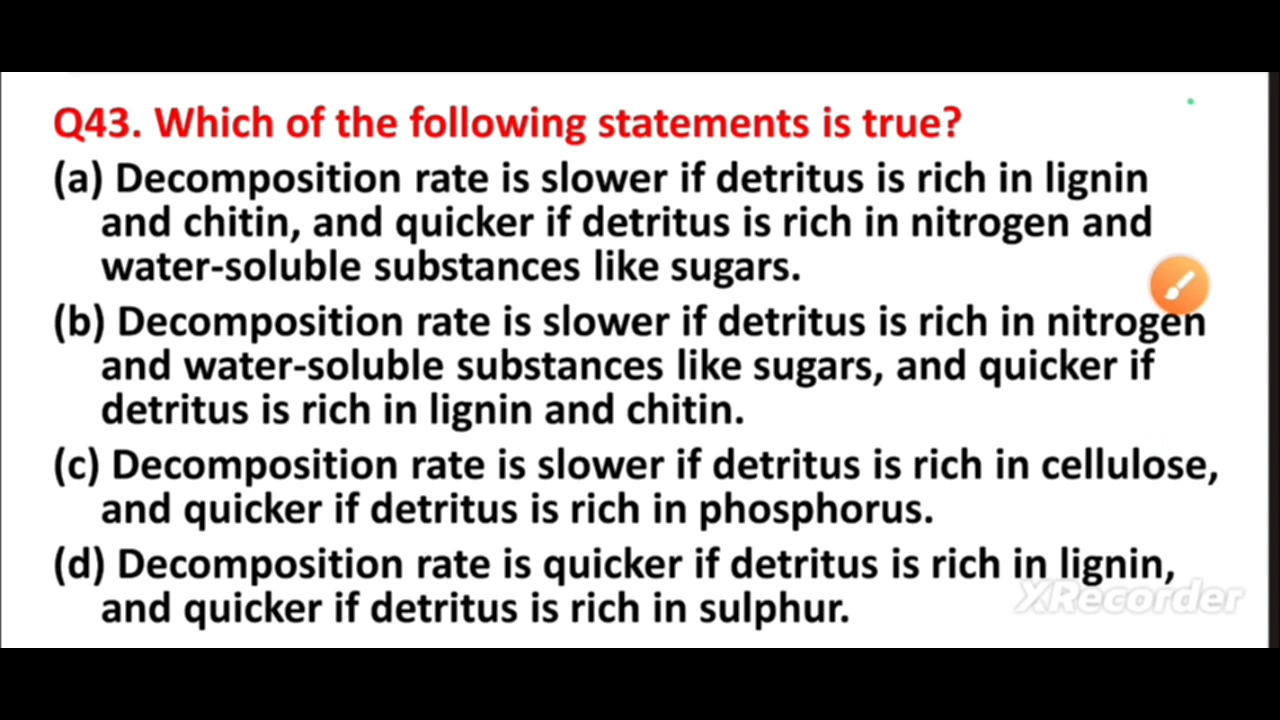 Q43. Which of the following statements is true?
(a) Decomposition rate is slower if detritus is rich in lignin
and chitin, and quicker if detritus is rich in nitrogen and
water-soluble substances like sugars.
(b) Decomposition rate is slower if detritus is rich in nitrogen
and water-soluble substances like sugars, and quicker if
detritus is rich in lignin and chitin.
(c) Decomposition rate is slower if detritus is rich in cellulose,
and quicker if detritus is rich in phosphorus.
(d) Decomposition rate is quicker if detritus is rich in lignin,
and quicker if detritus is rich in sulphur.
XRecorder